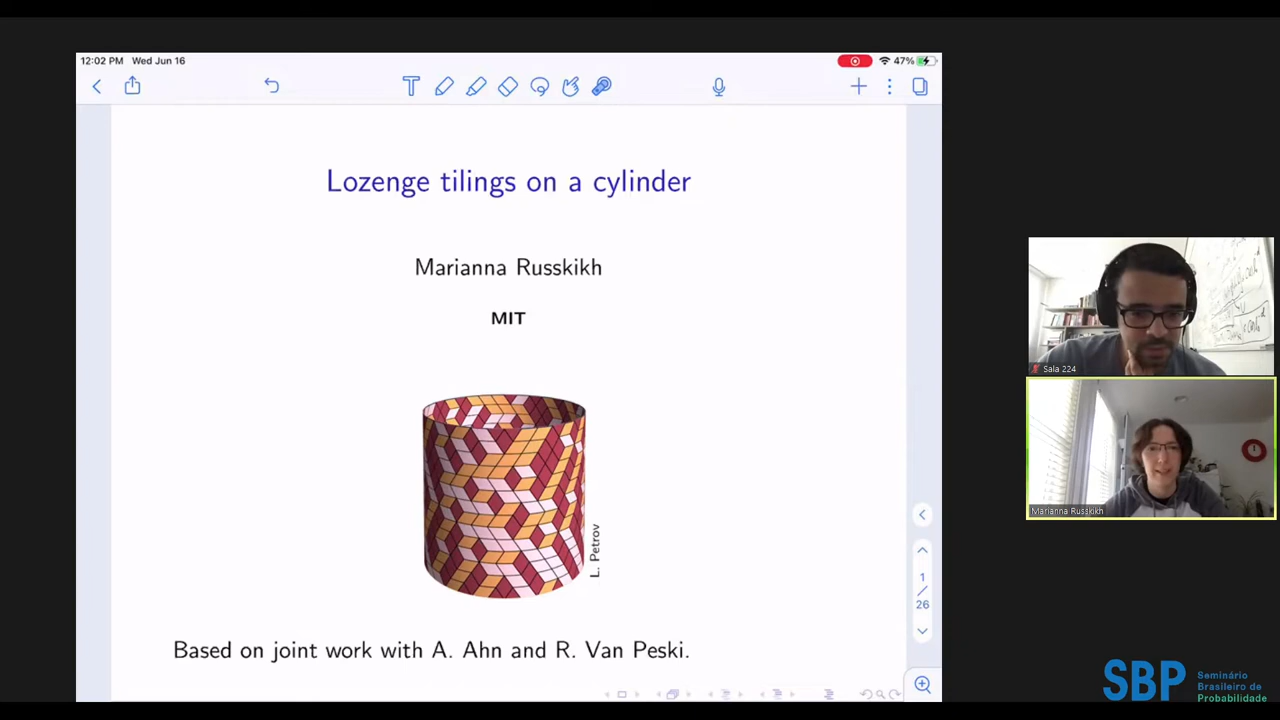 12:02 PM Wed Jun 16
47%
Lozenge tilings on a cylinder
Marianna Russkikh
MIT
L. Petrov
Based on joint work with A. Ahn and R. Van Peski.
1
/
26
Sala 224
Marianna Russkikh
SBP
Seminário
Brasileiro de
Probabilidade